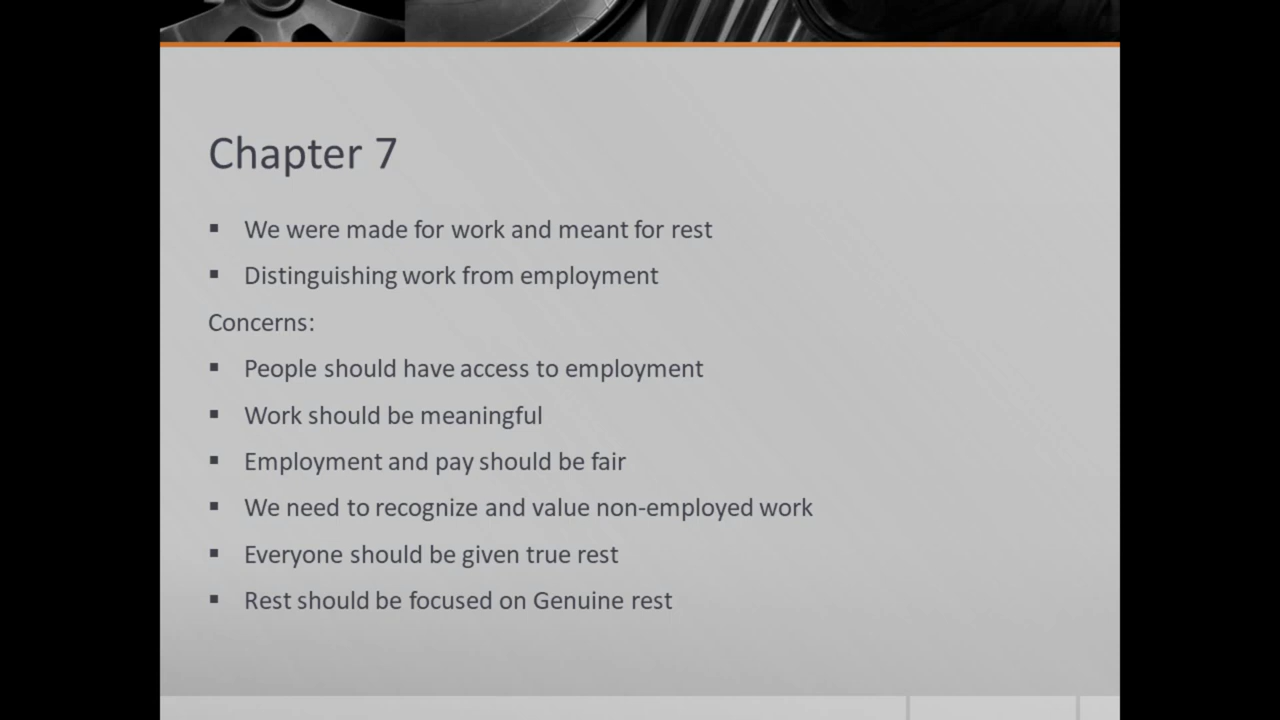 Chapter 7
▪ We were made for work and meant for rest
▪ Distinguishing work from employment
Concerns:
▪ People should have access to employment
▪ Work should be meaningful
▪ Employment and pay should be fair
▪ We need to recognize and value non-employed work
▪ Everyone should be given true rest
▪ Rest should be focused on Genuine rest